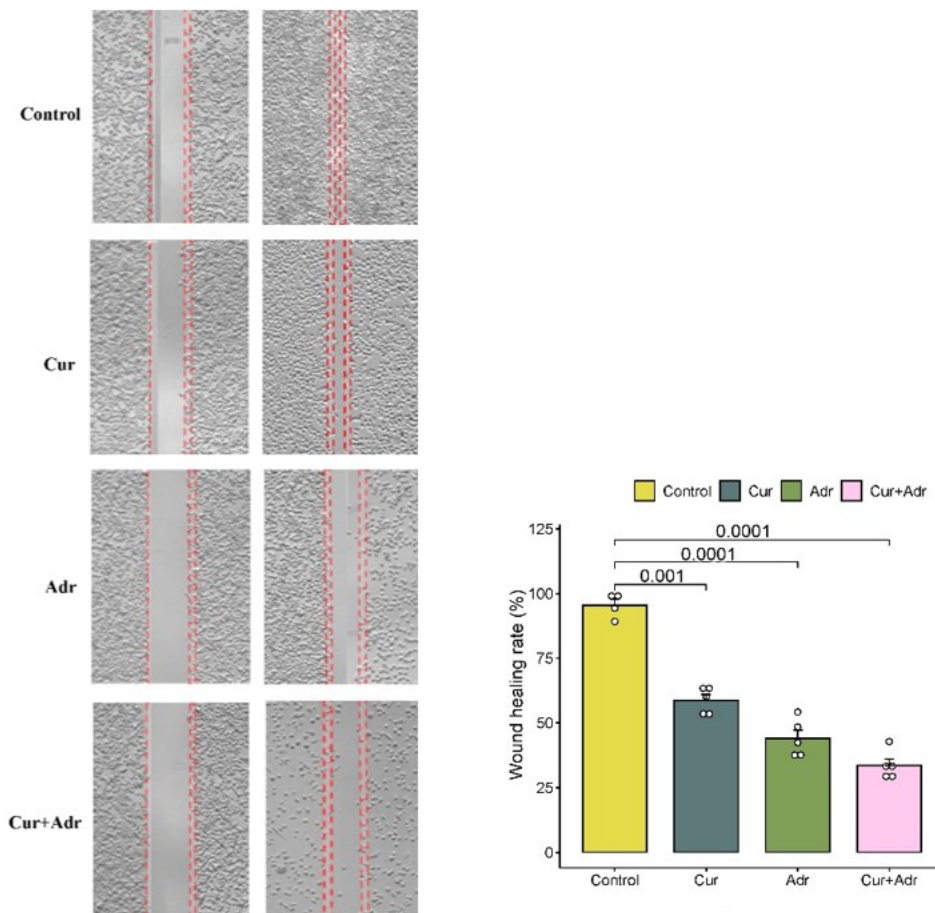 Control
Cur
Adr
Cur+Adr
Control Cur Adr Cur+Adr
Wound healing rate (%)
125
100
75
50
25
0
0.0001
0.0001
0.001
Control Cur Adr Cur+Adr